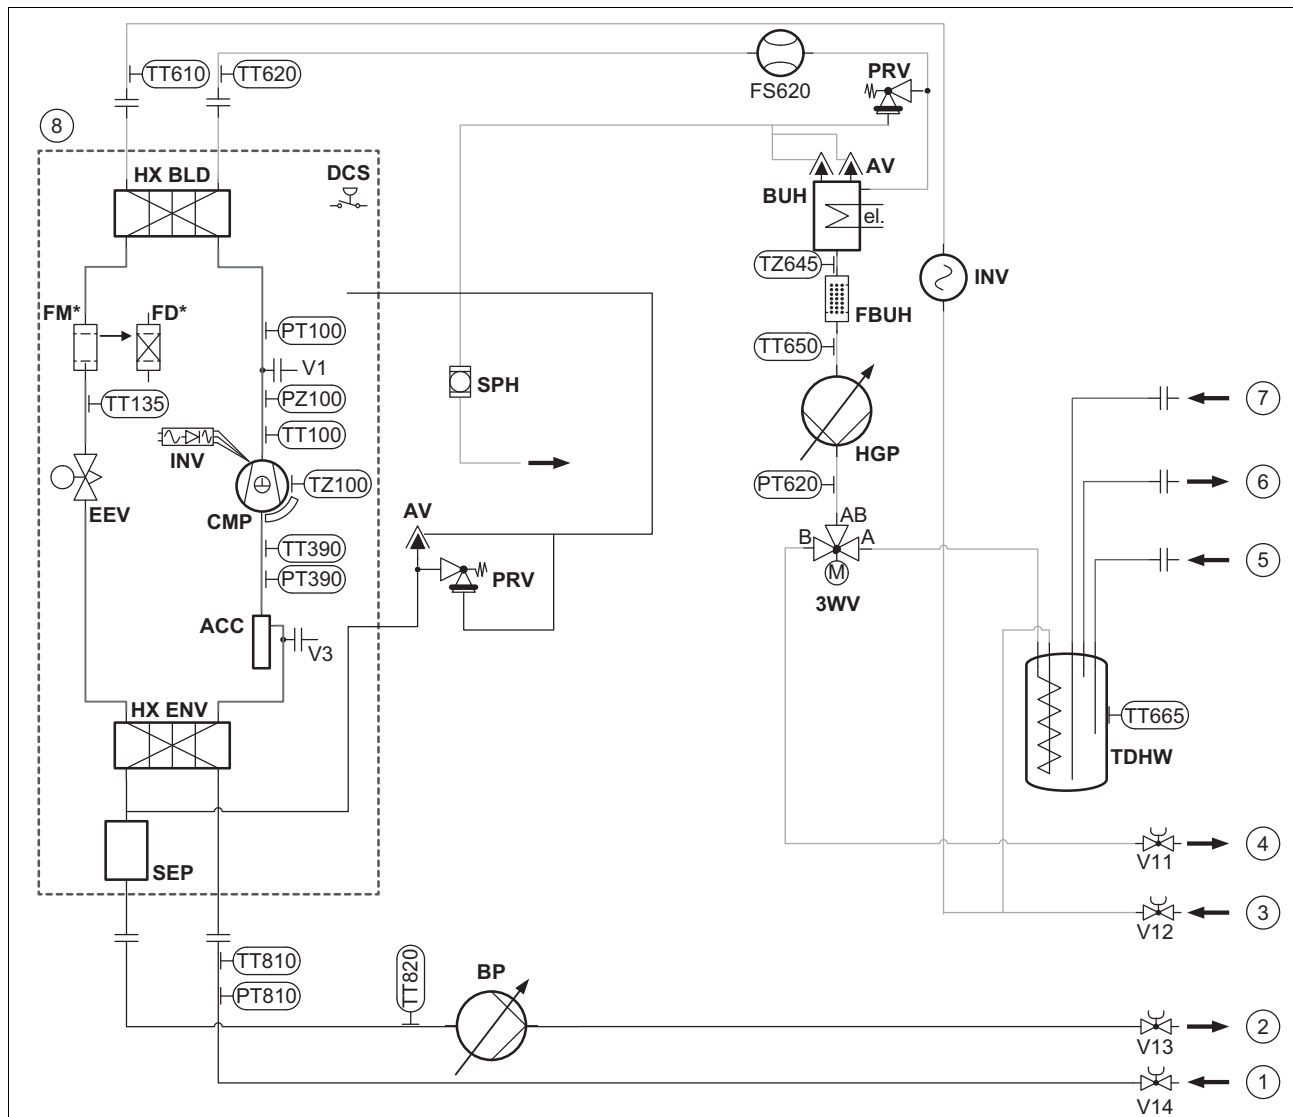 TT610
TT620
FS620
PRV
8
HX BLD
DCS
AV
BUH
el.
TZ645
INV
FM*
FD*
FBUH
PT100
TT650
V1
SPH
TT135
PZ100
7
TT100
INV
HGP
TZ100
PT620
6
EEV
CMP
AV
AB
B
A
TT390
PRV
M
5
PT390
3WV
ACC
V3
HX ENV
TT665
TDHW
4
V11
SEP
3
V12
TT810
TT820
BP
PT810
2
V13
1
V14